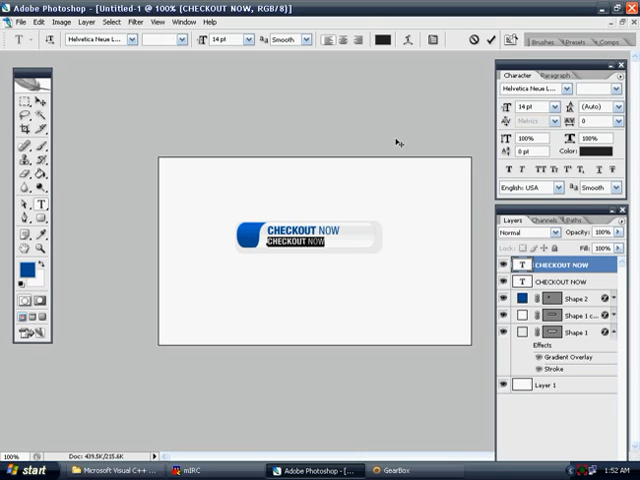 Adobe Photoshop - [Untitled-1 @ 100% (CHECKOUT NOW, RGB/8)]
File Edit Image Layer Select Filter View Window Help
T Helvetica Neue L... 14 pt aa Smooth Brushes Presets Comps
Character Paragraph
Helvetica Neue L...
14 pt (Auto)
Metrics 0
100% 100%
0 pt Color:
English: USA aa Smooth
Layers Channels Paths
Normal Opacity: 100%
Lock: Fill: 100%
T CHECKOUT NOW
T CHECKOUT NOW
Shape 2
Shape 1 c...
Shape 1
Effects
Gradient Overlay
Stroke
Layer 1
CHECKOUT NOW
CHECKOUT NOW
100% Doc: 439.5K/215.6K
start Microsoft Visual C++ ... mIRC Adobe Photoshop - [... GearBox 1:52 AM